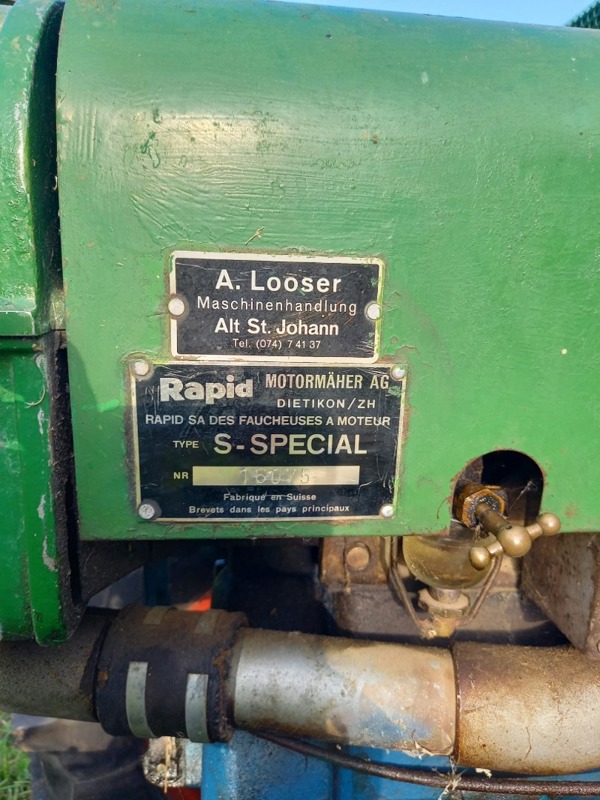 A. Looser
Maschinenhandlung
Alt St. Johann
Tel. (074) 7 41 37
Rapid MOTORMÄHER AG
DIETIKON/ZH
RAPID SA DES FAUCHEUSES A MOTEUR
TYPE S-SPECIAL
NR
Fabriqué en Suisse
Brevets dans les pays principaux